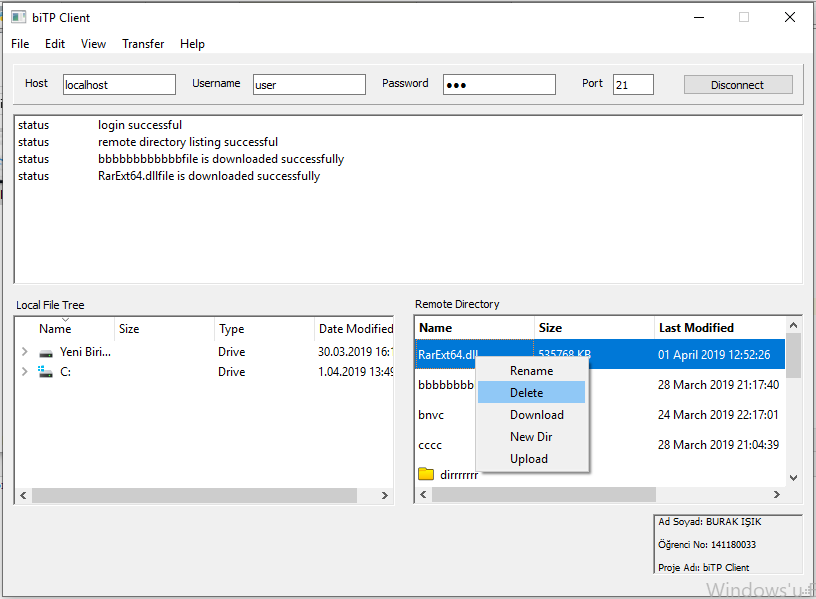 biTP Client
File Edit View Transfer Help
Host localhost Username user Password ●●● Port 21 Disconnect
status login successful
status remote directory listing successful
status bbbbbbbbbbbbfile is downloaded successfully
status RarExt64.dllfile is downloaded successfully
Local File Tree
Name Size Type Date Modified
Yeni Biri... Drive 30.03.2019 16:1
C: Drive 1.04.2019 13:49
Remote Directory
Name Size Last Modified
RarExt64.dll 535768 KB 01 April 2019 12:52:26
bbbbbbbb 28 March 2019 21:17:40
bnvc 24 March 2019 22:17:01
cccc 28 March 2019 21:04:39
dirrrrrrr
Rename
Delete
Download
New Dir
Upload
Ad Soyad: BURAK IŞIK
Öğrenci No: 141180033
Proje Adı: biTP Client
Windows'u